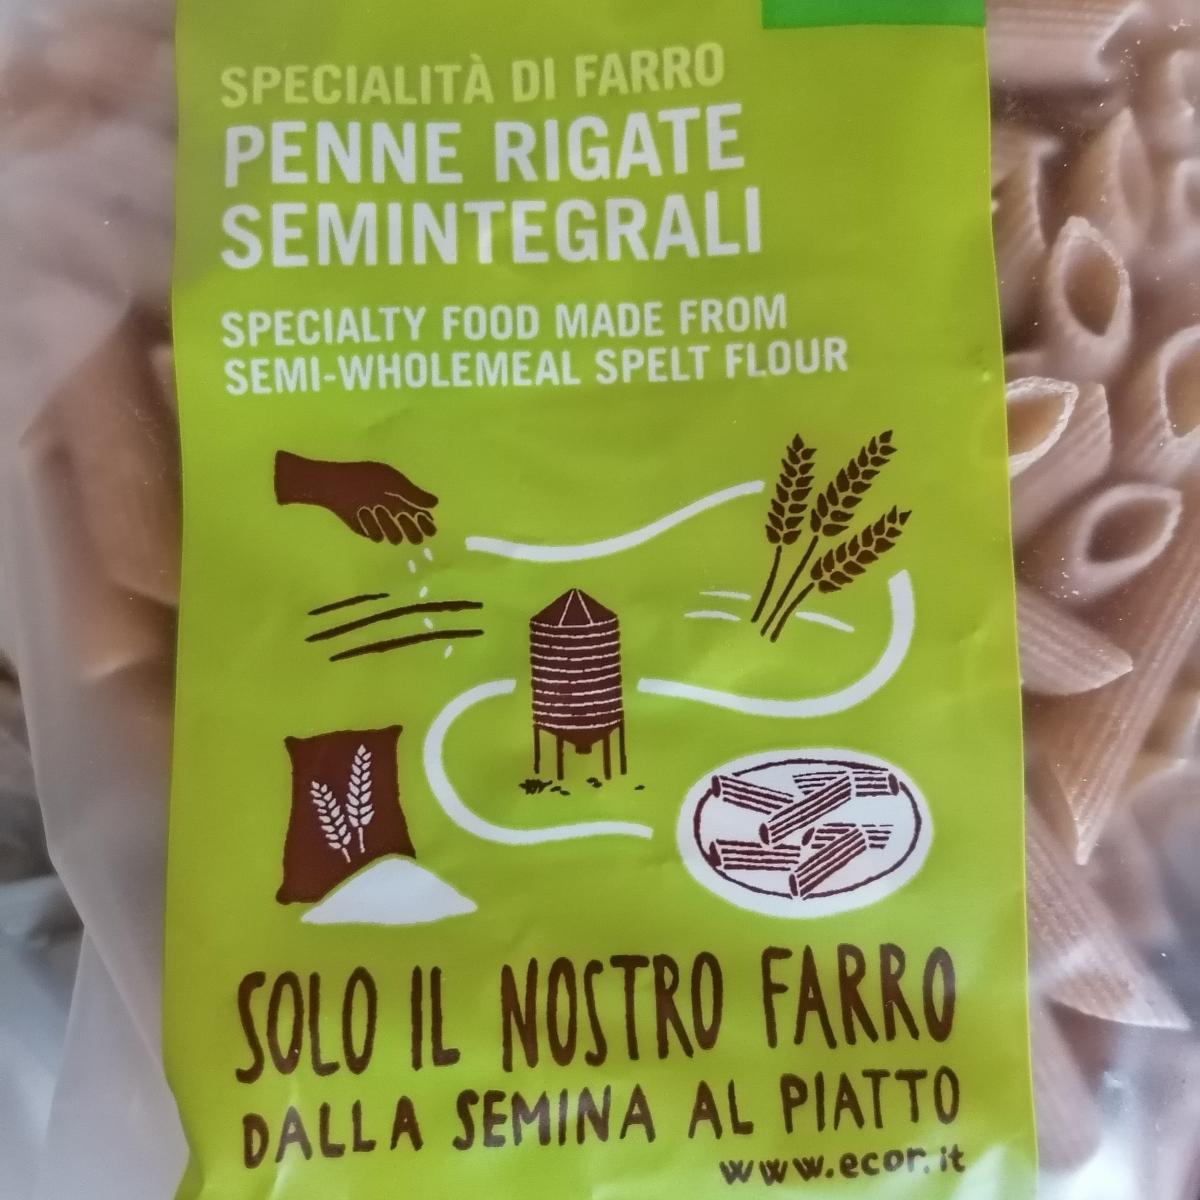 SPECIALITÀ DI FARRO
PENNE RIGATE
SEMINTEGRALI
SPECIALTY FOOD MADE FROM
SEMI-WHOLEMEAL SPELT FLOUR
SOLO IL NOSTRO FARRO
DALLA SEMINA AL PIATTO
www.ecor.it